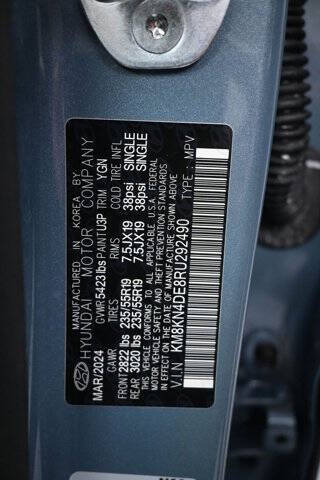 MANUFACTURED IN KOREA BY
HYUNDAI MOTOR COMPANY
MAR/2024 GVWR 5423 lbs PAINT U3P TRIM YGN
GAWR TIRES RIMS COLD TIRE INFL
FRONT 2822 lbs 235/55R19 7.5JX19 38psi SINGLE
REAR 3020 lbs 235/55R19 7.5JX19 38psi SINGLE
THIS VEHICLE CONFORMS TO ALL APPLICABLE U.S.A FEDERAL
MOTOR VEHICLE SAFETY AND THEFT PREVENTION STANDARDS
IN EFFECT ON THE DATE OF MANUFACTURE SHOWN ABOVE.
V.I.N : KM8KN4DE8RU292490 TYPE : MPV